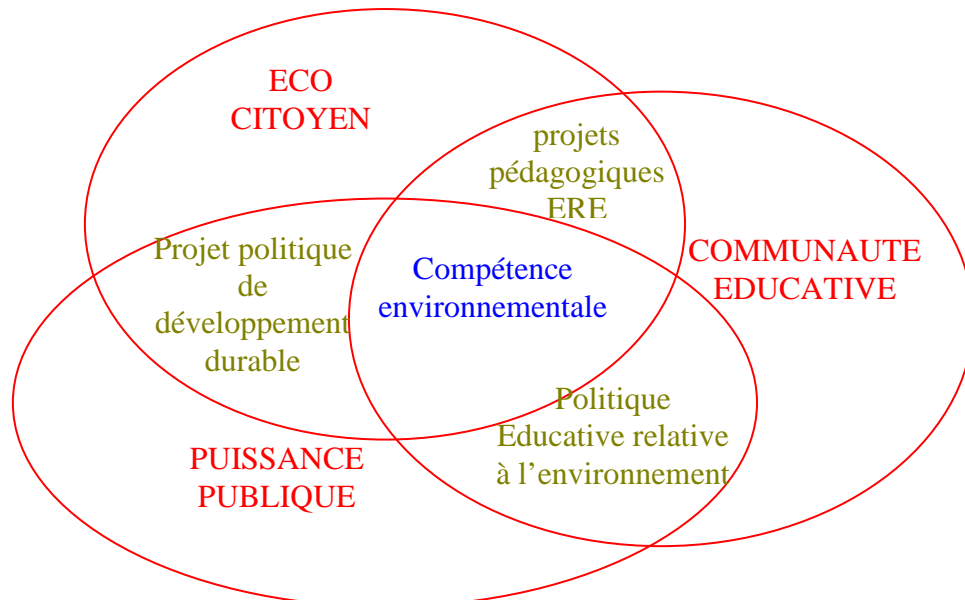 ECO
CITOYEN
projets
pédagogiques
ERE
COMMUNAUTE
EDUCATIVE
Projet politique
de
développement
durable
Compétence
environnementale
Politique
Educative relative
à l’environnement
PUISSANCE
PUBLIQUE